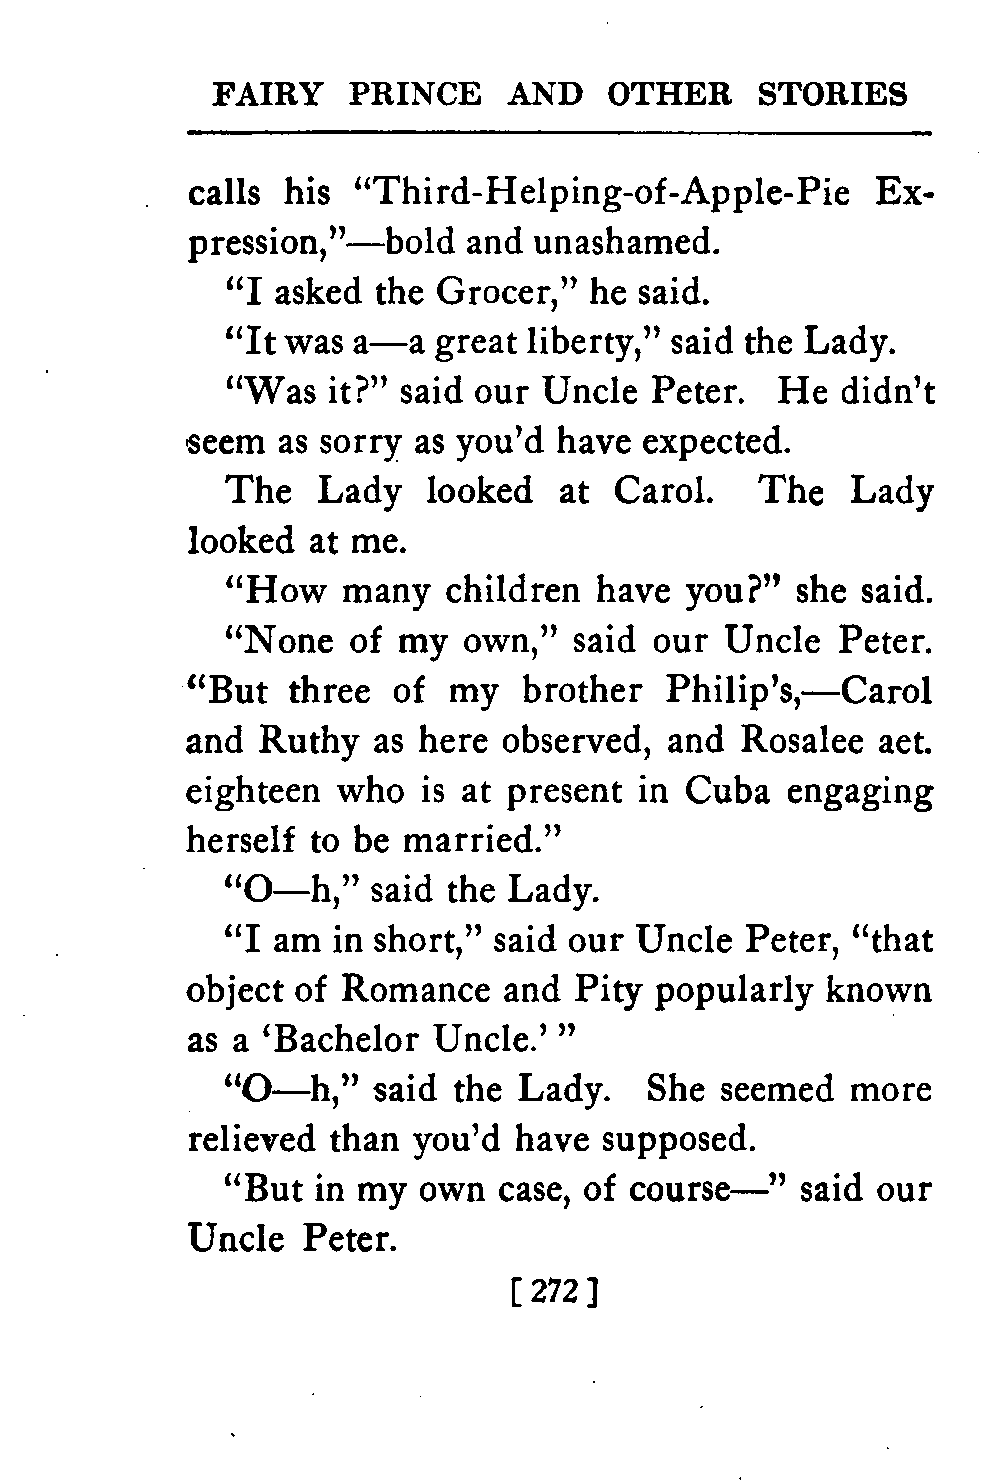 FAIRY PRINCE AND OTHER STORIES
calls his “Third-Helping-of-Apple-Pie Ex-
pression,”—bold and unashamed.
“I asked the Grocer,” he said.
“It was a—a great liberty,” said the Lady.
“Was it?” said our Uncle Peter. He didn’t
seem as sorry as you’d have expected.
The Lady looked at Carol. The Lady
looked at me.
“How many children have you?” she said.
“None of my own,” said our Uncle Peter.
“But three of my brother Philip’s,—Carol
and Ruthy as here observed, and Rosalee aet.
eighteen who is at present in Cuba engaging
herself to be married.”
“O—h,” said the Lady.
“I am in short,” said our Uncle Peter, “that
object of Romance and Pity popularly known
as a ‘Bachelor Uncle.’ ”
“O—h,” said the Lady. She seemed more
relieved than you’d have supposed.
“But in my own case, of course—” said our
Uncle Peter.
[ 272 ]